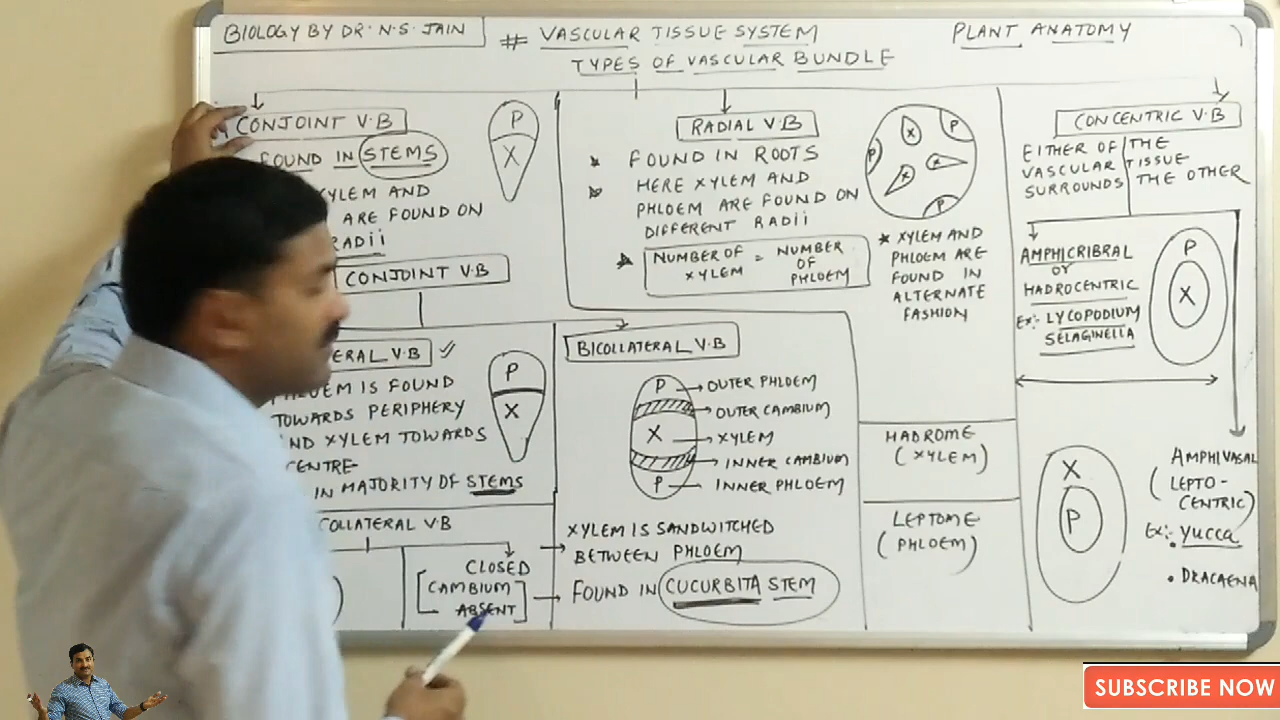 BIOLOGY BY DR. N.S. JAIN
# VASCULAR TISSUE SYSTEM
PLANT ANATOMY
TYPES OF VASCULAR BUNDLE
CONJOINT V.B
FOUND IN STEMS
XYLEM AND
ARE FOUND ON
RADii
P
X
CONJOINT V.B
ERAL V.B
IS FOUND
TOWARDS PERIPHERY
XYLEM TOWARDS
IN MAJORITY OF STEMS
P
X
COLLATERAL V.B
CLOSED
CAMBIUM
ABSENT
RADIAL V.B
FOUND IN ROOTS
HERE XYLEM AND
PHLOEM ARE FOUND ON
DIFFERENT RADii
NUMBER OF XYLEM = NUMBER OF PHLOEM
X
P
P
X
X
P
XYLEM AND
PHLOEM ARE
FOUND IN
ALTERNATE
FASHION
BICOLLATERAL V.B
P OUTER PHLOEM
OUTER CAMBIUM
X XYLEM
INNER CAMBIUM
P INNER PHLOEM
XYLEM IS SANDWITCHED
BETWEEN PHLOEM
FOUND IN CUCURBITA STEM
HADROME
(XYLEM)
LEPTOME
(PHLOEM)
CONCENTRIC V.B
EITHER OF THE
VASCULAR TISSUE
SURROUNDS THE OTHER
AMPHICRIBRAL
or
HADROCENTRIC
Ex:- LYCOPODIUM
SELAGINELLA
P
X
X
P
AMPHIVASAL
(LEPTO-
CENTRIC)
Ex:- YUCCA
• DRACAENA
SUBSCRIBE NOW